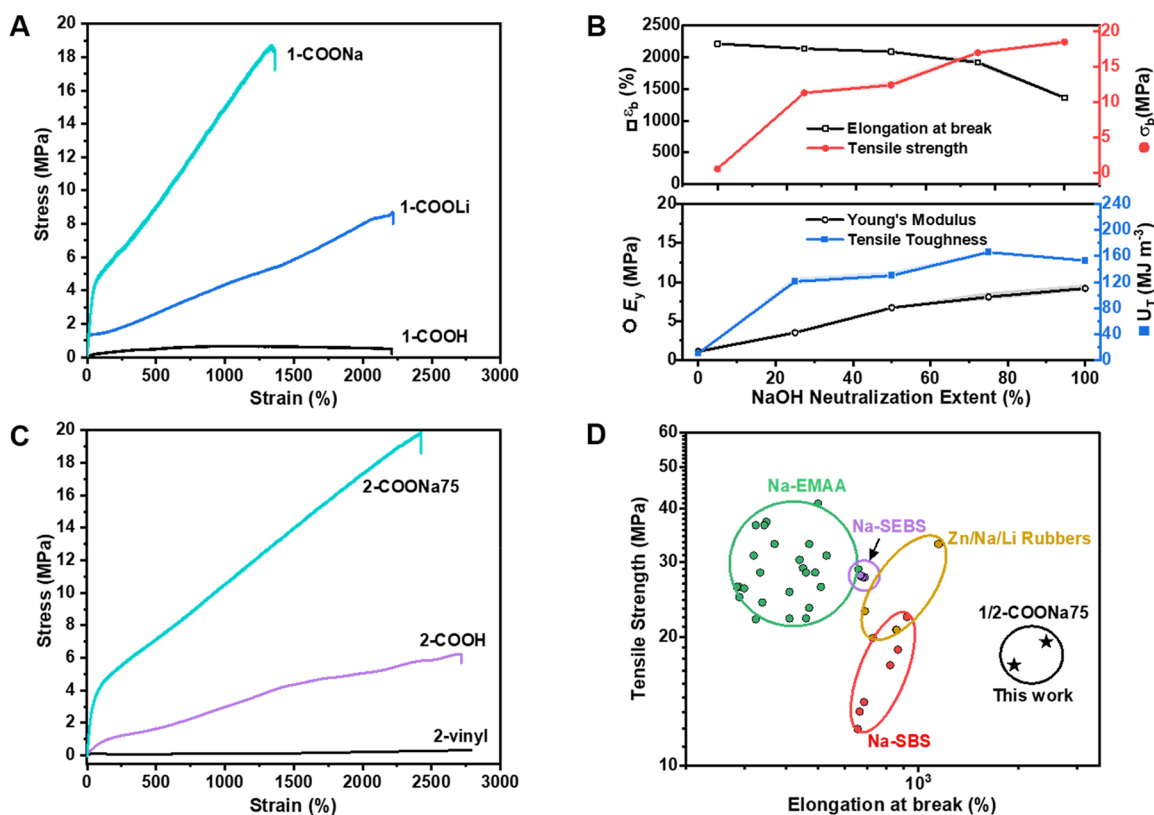 A
20
18
16
14
12
10
8
6
4
2
0
Stress (MPa)
1-COONa
1-COOLi
1-COOH
0 500 1000 1500 2000 2500 3000
Strain (%)
B
2500
2000
1500
1000
500
0
εb
(%)
Elongation at break
Tensile strength
20
15
10
5
0
σb(MPa)
20
15
10
5
0
Ey (MPa)
Young's Modulus
Tensile Toughness
240
200
160
120
80
40
0
UT (MJ m-3)
0 20 40 60 80 100
NaOH Neutralization Extent (%)
C
20
18
16
14
12
10
8
6
4
2
0
Stress (MPa)
2-COONa75
2-COOH
2-vinyl
0 500 1000 1500 2000 2500 3000
Strain (%)
D
60
50
40
30
20
10
Tensile Strength (MPa)
Na-EMAA
Na-SEBS
Zn/Na/Li Rubbers
1/2-COONa75
This work
Na-SBS
10³
Elongation at break (%)